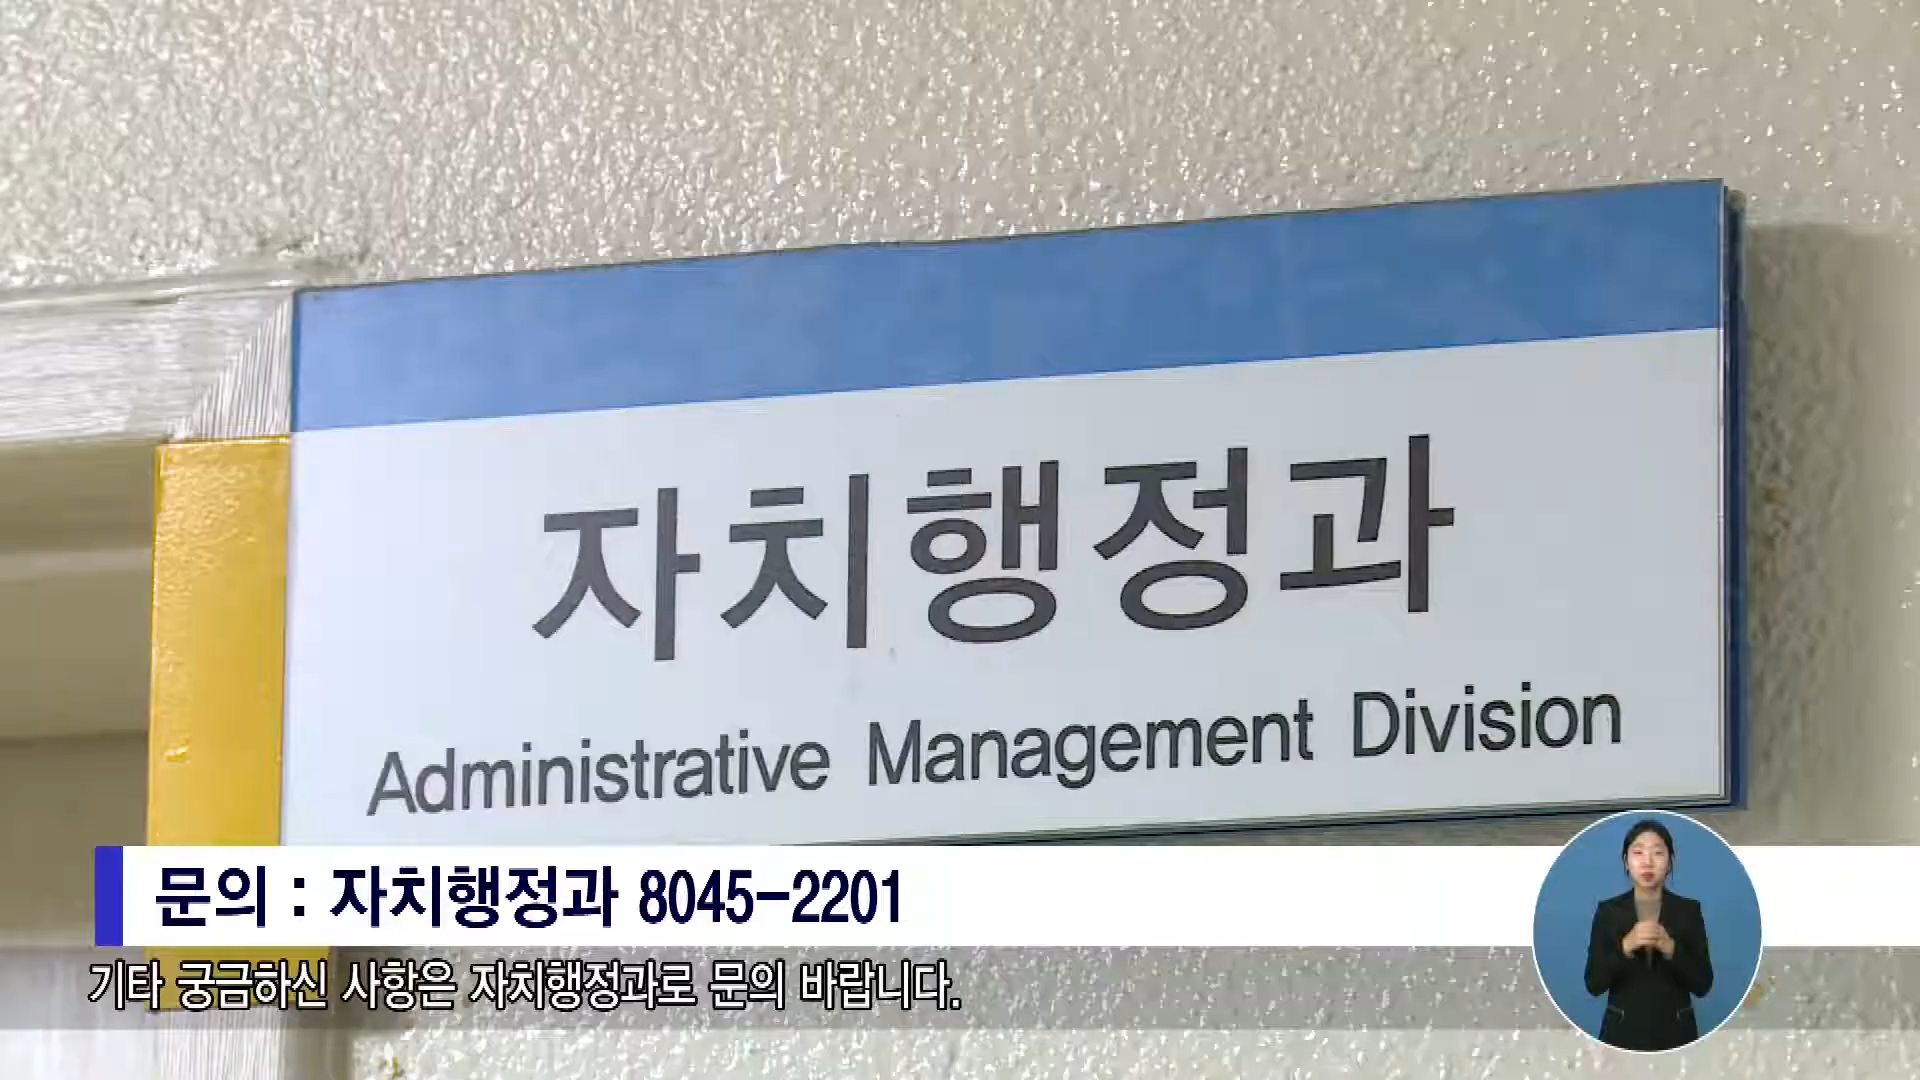 자치행정과
Administrative Management Division
문의 : 자치행정과 8045-2201
기타 궁금하신 사항은 자치행정과로 문의 바랍니다.